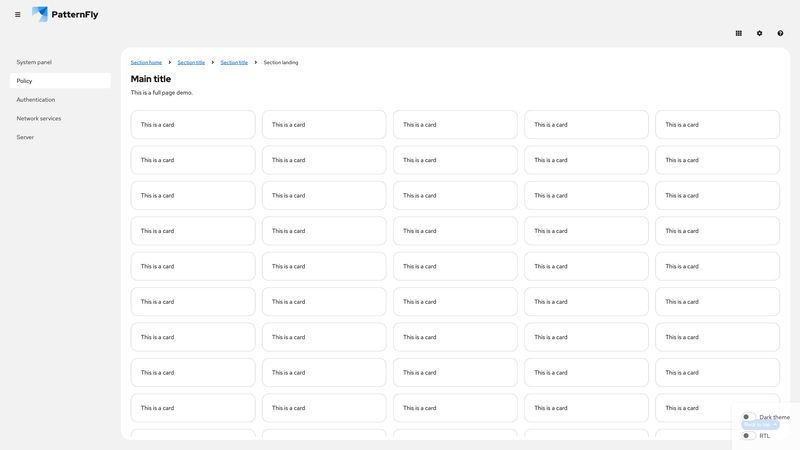 PatternFly
System panel
Policy
Authentication
Network services
Server
Section home Section title Section title Section landing
Main title
This is a full page demo.
This is a card This is a card This is a card This is a card This is a card
This is a card This is a card This is a card This is a card This is a card
This is a card This is a card This is a card This is a card This is a card
This is a card This is a card This is a card This is a card This is a card
This is a card This is a card This is a card This is a card This is a card
This is a card This is a card This is a card This is a card This is a card
This is a card This is a card This is a card This is a card This is a card
This is a card This is a card This is a card This is a card This is a card
This is a card This is a card This is a card This is a card This is a card
Dark theme
Back to top
RTL